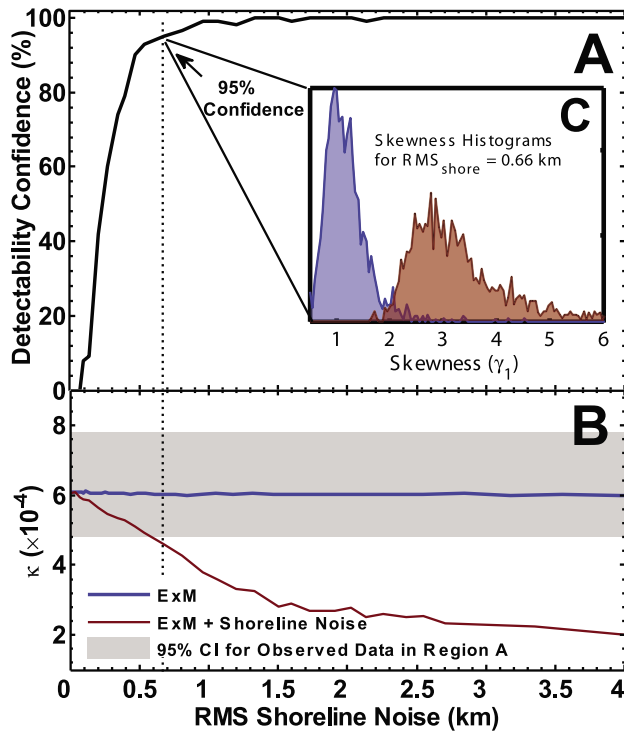 A
100
80
60
40
20
0
Detectability Confidence (%)
95%
Confidence
C
Skewness Histograms
for RMS_shore = 0.66 km
1 2 3 4 5 6
Skewness (γ_1)
B
8
6
4
2
κ (×10^-4)
ExM
ExM + Shoreline Noise
95% CI for Observed Data in Region A
0 0.5 1 1.5 2 2.5 3 3.5 4
RMS Shoreline Noise (km)